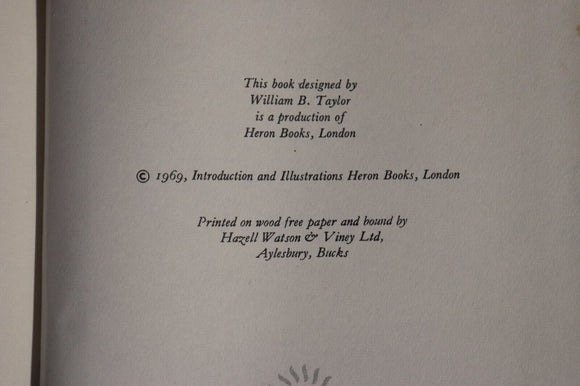 This book designed by
William B. Taylor
is a production of
Heron Books, London
© 1969, Introduction and Illustrations Heron Books, London
Printed on wood free paper and bound by
Hazell Watson & Viney Ltd,
Aylesbury, Bucks